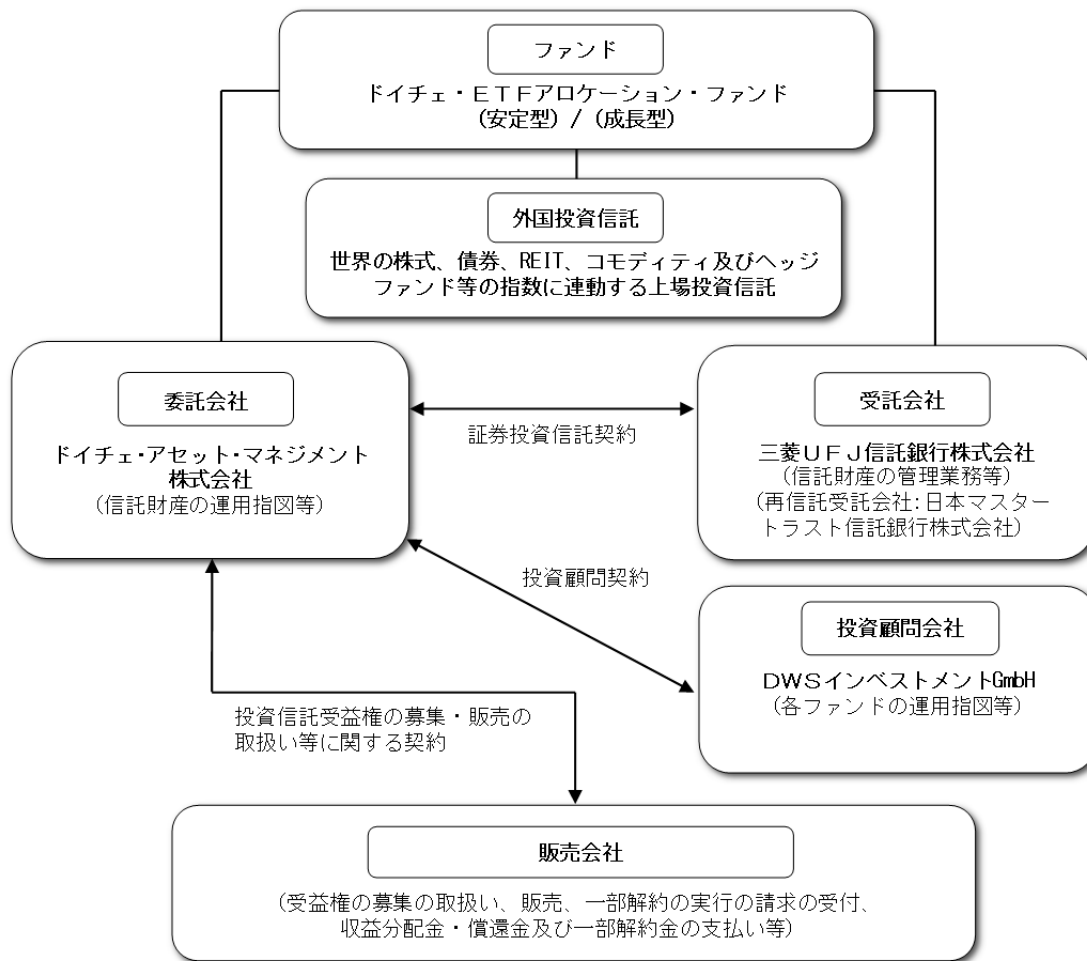 ファンド
ドイチェ・ＥＴＦアロケーション・ファンド
(安定型) / (成長型)
外国投資信託
世界の株式、債券、REIT、コモディティ及びヘッジ
ファンド等の指数に連動する上場投資信託
委託会社
ドイチェ・アセット・マネジメント
株式会社
(信託財産の運用指図等)
証券投資信託契約
受託会社
三菱ＵＦＪ信託銀行株式会社
(信託財産の管理業務等)
(再信託受託会社:日本マスター
トラスト信託銀行株式会社)
投資顧問契約
投資顧問会社
ＤＷＳインベストメントGmbH
(各ファンドの運用指図等)
投資信託受益権の募集・販売の
取扱い等に関する契約
販売会社
(受益権の募集の取扱い、販売、一部解約の実行の請求の受付、
収益分配金・償還金及び一部解約金の支払い等)